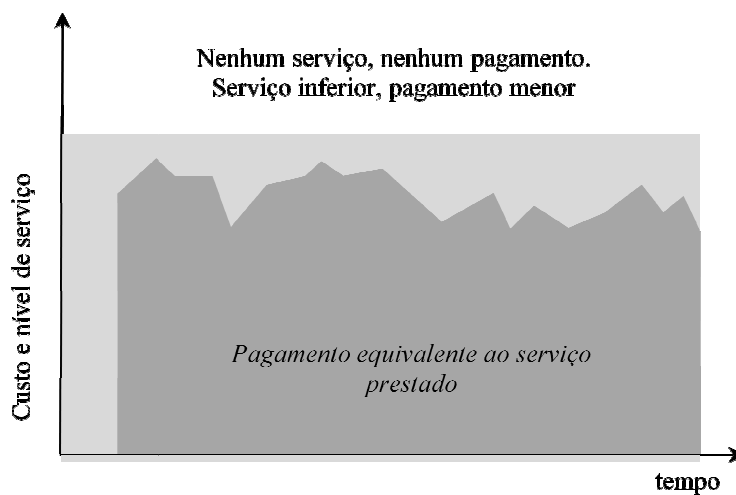 Nenhum serviço, nenhum pagamento.
Serviço inferior, pagamento menor
Custo e nível de serviço
Pagamento equivalente ao serviço
prestado
tempo